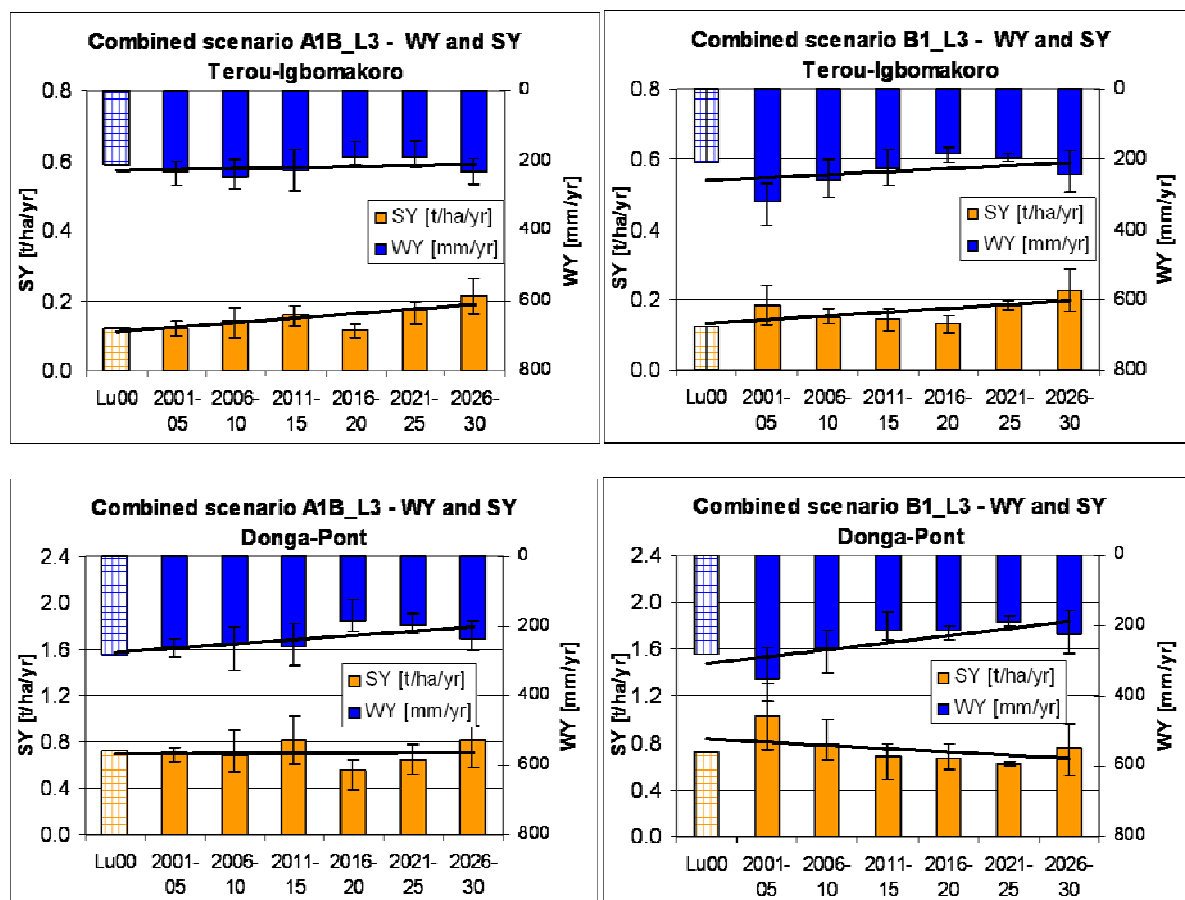 Combined scenario A1B_L3 - WY and SY
Terou-Igbomakoro
0.8
0.6
0.4
0.2
0.0
SY [t/ha/yr]
0
200
400
600
800
WY [mm/yr]
SY [t/ha/yr]
WY [mm/yr]
Lu00 2001- 2006- 2011- 2016- 2021- 2026-
05 10 15 20 25 30
Combined scenario B1_L3 - WY and SY
Terou-Igbomakoro
0.8
0.6
0.4
0.2
0.0
SY [t/ha/yr]
0
200
400
600
800
WY [mm/yr]
SY [t/ha/yr]
WY [mm/yr]
Lu00 2001- 2006- 2011- 2016- 2021- 2026-
05 10 15 20 25 30
Combined scenario A1B_L3 - WY and SY
Donga-Pont
2.4
2.0
1.6
1.2
0.8
0.4
0.0
SY [t/ha/yr]
0
200
400
600
800
WY [mm/yr]
SY [t/ha/yr]
WY [mm/yr]
Lu00 2001- 2006- 2011- 2016- 2021- 2026-
05 10 15 20 25 30
Combined scenario B1_L3 - WY and SY
Donga-Pont
2.4
2.0
1.6
1.2
0.8
0.4
0.0
SY [t/ha/yr]
0
200
400
600
800
WY [mm/yr]
SY [t/ha/yr]
WY [mm/yr]
Lu00 2001- 2006- 2011- 2016- 2021- 2026-
05 10 15 20 25 30